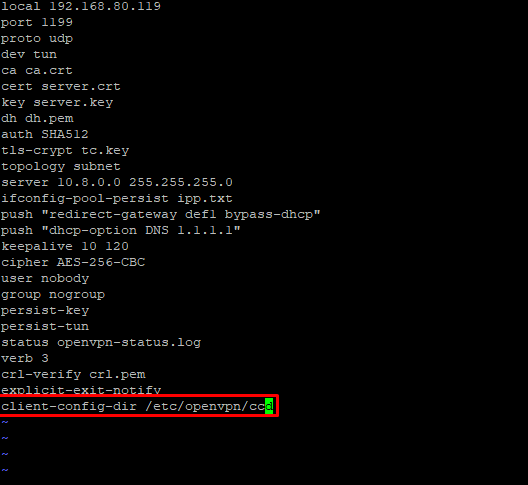 local 192.168.80.119
port 1199
proto udp
dev tun
ca ca.crt
cert server.crt
key server.key
dh dh.pem
auth SHA512
tls-crypt tc.key
topology subnet
server 10.8.0.0 255.255.255.0
ifconfig-pool-persist ipp.txt
push "redirect-gateway def1 bypass-dhcp"
push "dhcp-option DNS 1.1.1.1"
keepalive 10 120
cipher AES-256-CBC
user nobody
group nogroup
persist-key
persist-tun
status openvpn-status.log
verb 3
crl-verify crl.pem
explicit-exit-notify
client-config-dir /etc/openvpn/ccd
~
~
~
~